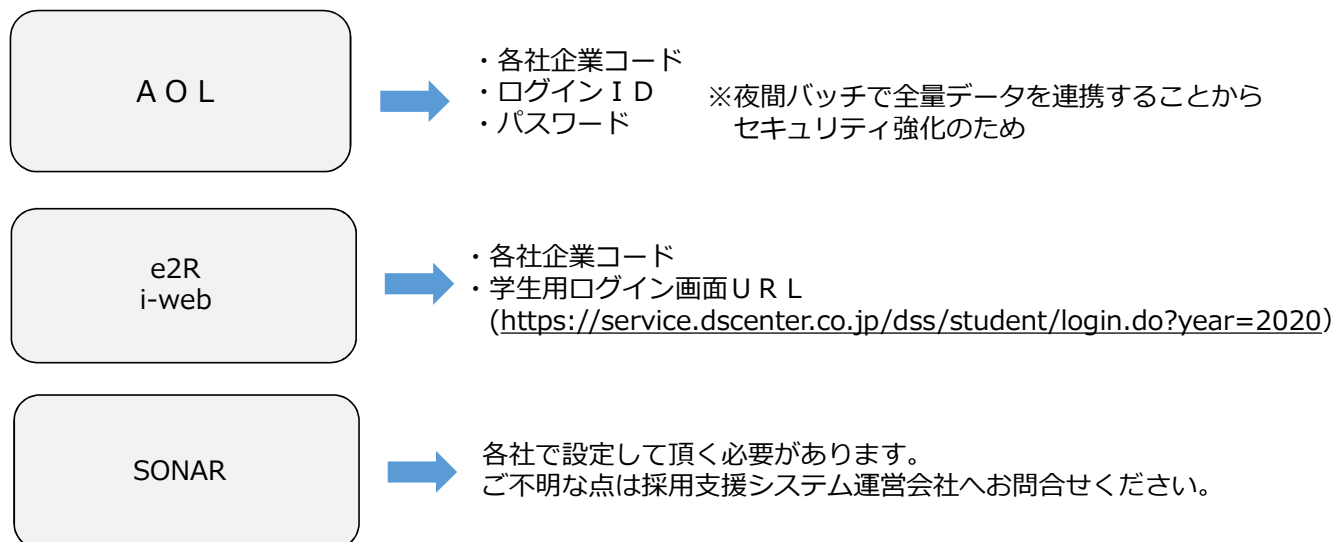 ＡＯＬ
・各社企業コード
・ログインＩＤ
・パスワード
※夜間バッチで全量データを連携することから
セキュリティ強化のため
e2R
i-web
・各社企業コード
・学生用ログイン画面ＵＲＬ
(https://service.dscenter.co.jp/dss/student/login.do?year=2020)
SONAR
各社で設定して頂く必要があります。
ご不明な点は採用支援システム運営会社へお問合せください。